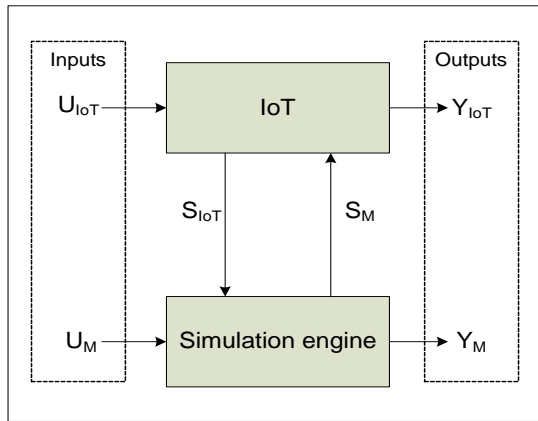 Inputs
Outputs
U_IoT
IoT
Y_IoT
S_IoT
S_M
U_M
Simulation engine
Y_M